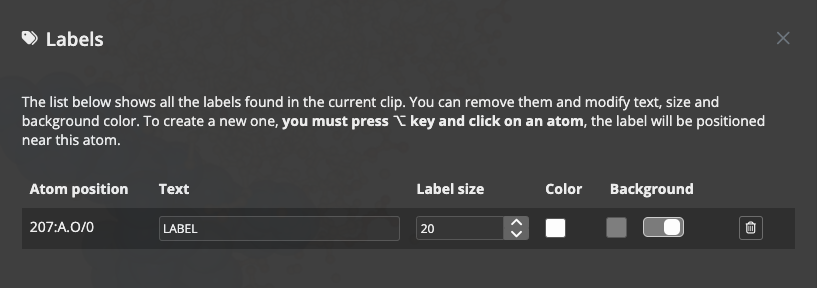 Labels
The list below shows all the labels found in the current clip. You can remove them and modify text, size and
background color. To create a new one, you must press ⌥ key and click on an atom, the label will be positioned
near this atom.
Atom position Text Label size Color Background
207:A.O/0 LABEL 20